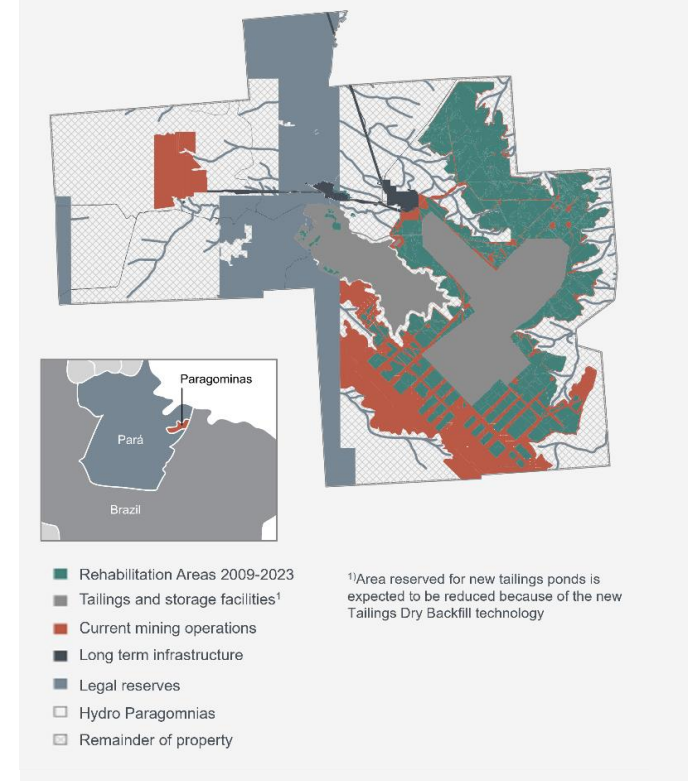 Paragominas
Pará
Brazil
Rehabilitation Areas 2009-2023
Tailings and storage facilities¹
Current mining operations
Long term infrastructure
Legal reserves
Hydro Paragomnias
Remainder of property
¹⁾Area reserved for new tailings ponds is
expected to be reduced because of the new
Tailings Dry Backfill technology